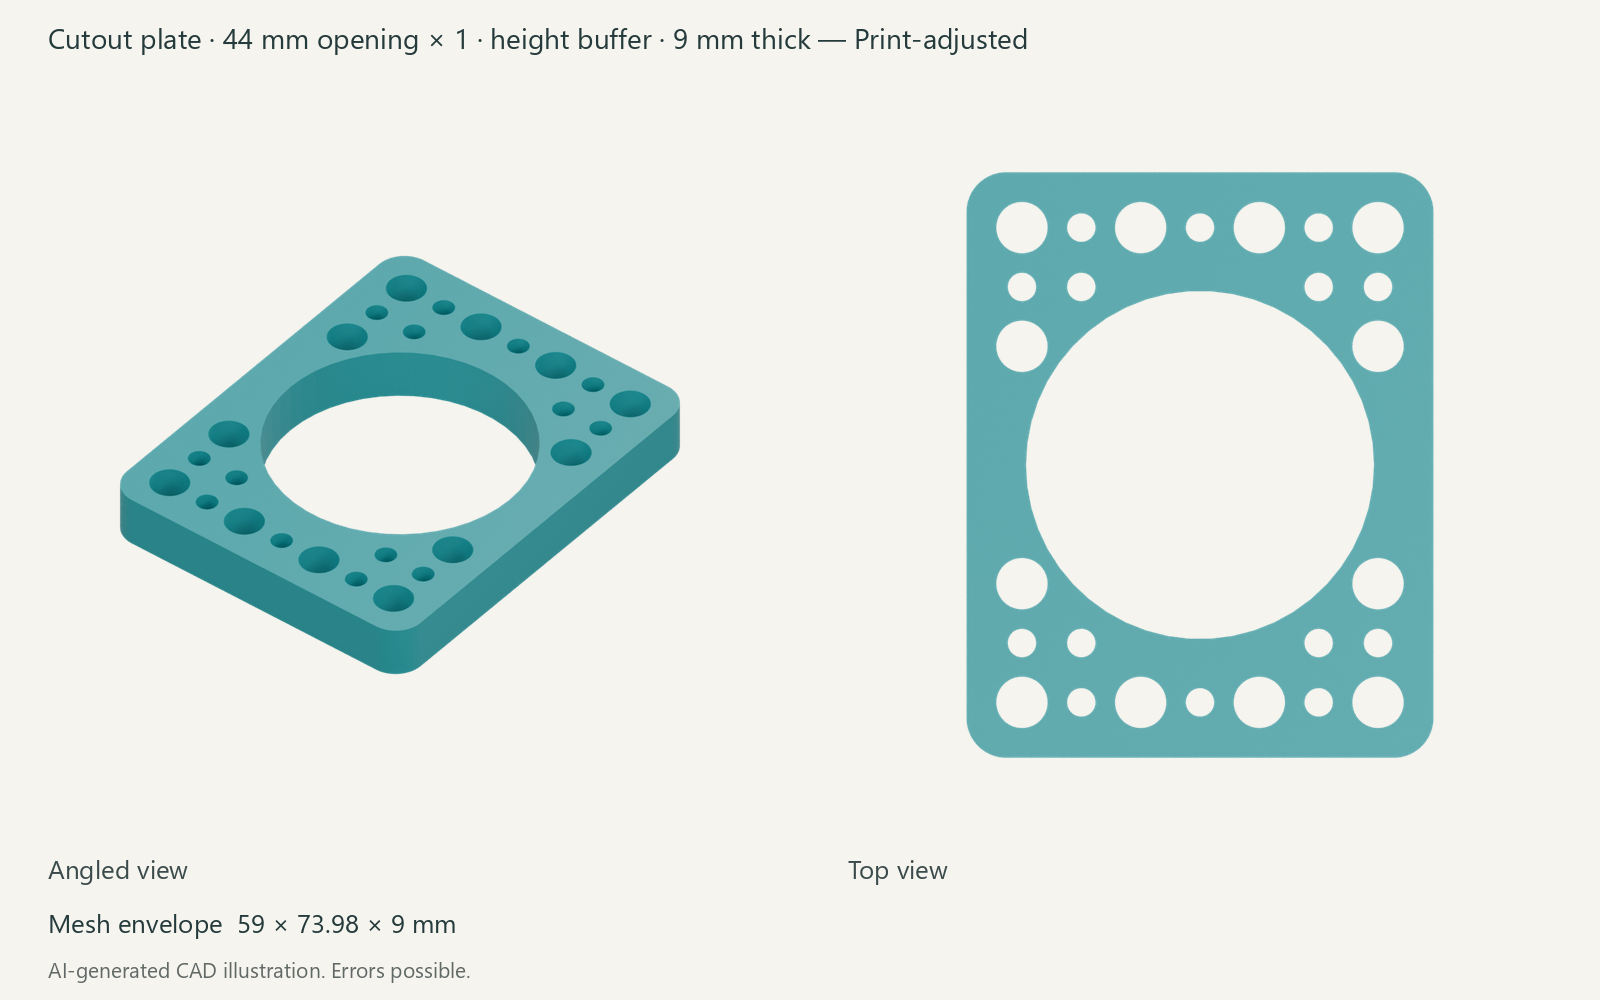 Cutout plate · 44 mm opening × 1 · height buffer · 9 mm thick — Print-adjusted
Angled view
Top view
Mesh envelope 59 × 73.98 × 9 mm
AI-generated CAD illustration. Errors possible.